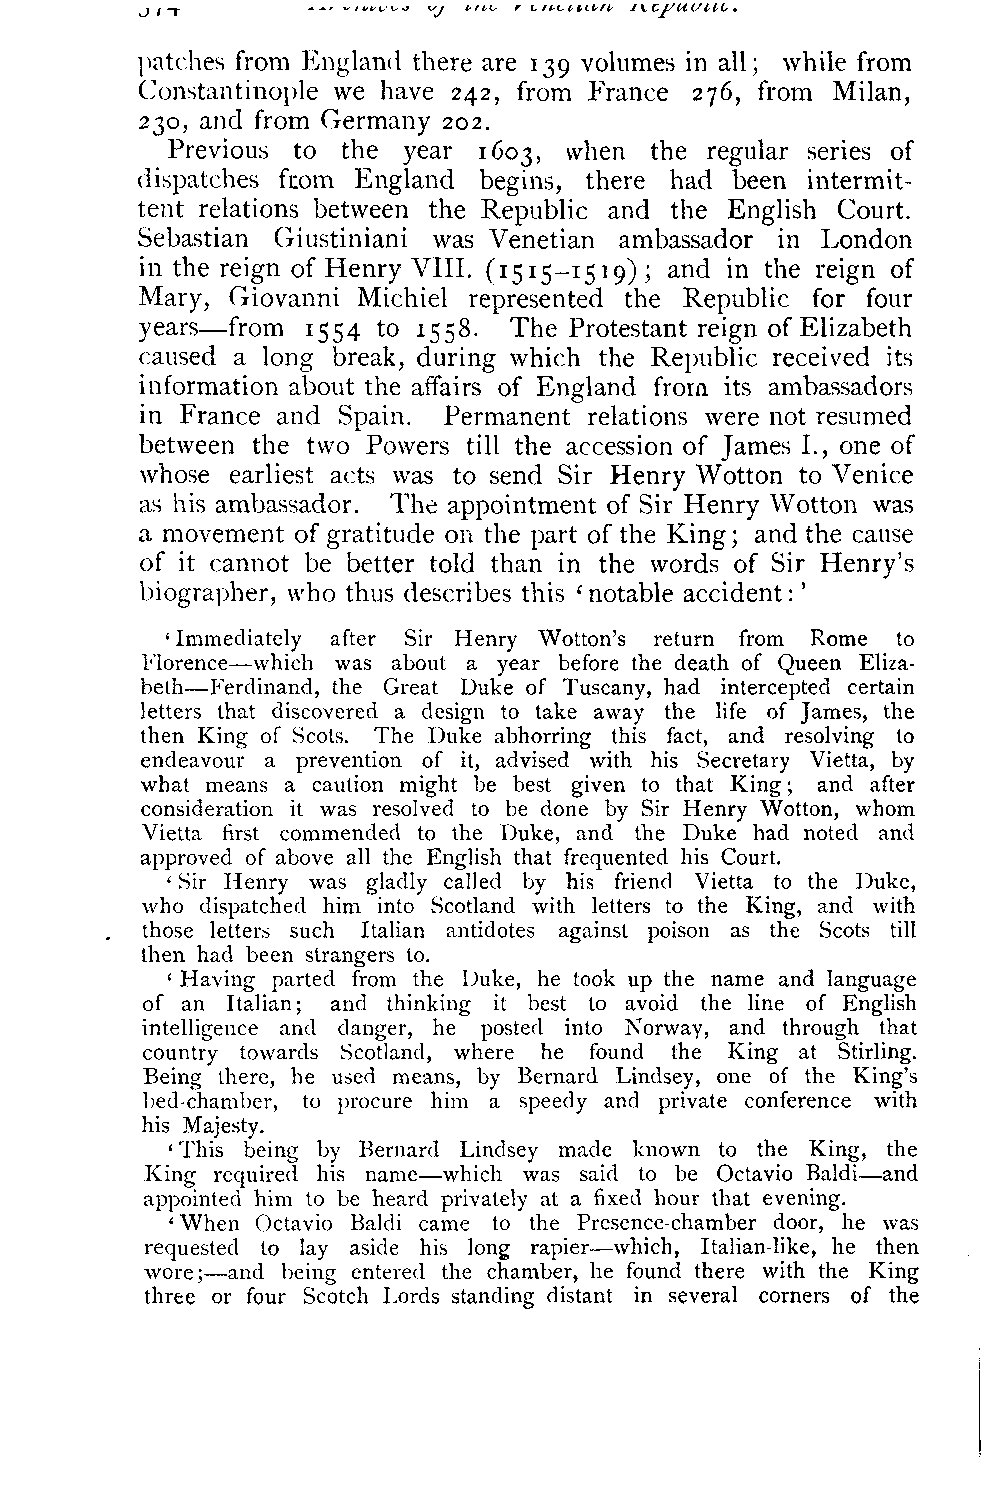 374 Archives of the Venetian Republic.
patches from England there are 139 volumes in all; while from
Constantinople we have 242, from France 276, from Milan,
230, and from Germany 202.
Previous to the year 1603, when the regular series of
dispatches from England begins, there had been intermit-
tent relations between the Republic and the English Court.
Sebastian Giustiniani was Venetian ambassador in London
in the reign of Henry VIII. (1515–1519); and in the reign of
Mary, Giovanni Michiel represented the Republic for four
years—from 1554 to 1558. The Protestant reign of Elizabeth
caused a long break, during which the Republic received its
information about the affairs of England from its ambassadors
in France and Spain. Permanent relations were not resumed
between the two Powers till the accession of James I., one of
whose earliest acts was to send Sir Henry Wotton to Venice
as his ambassador. The appointment of Sir Henry Wotton was
a movement of gratitude on the part of the King; and the cause
of it cannot be better told than in the words of Sir Henry's
biographer, who thus describes this ‘notable accident:’
‘Immediately after Sir Henry Wotton's return from Rome to
Florence—which was about a year before the death of Queen Eliza-
beth—Ferdinand, the Great Duke of Tuscany, had intercepted certain
letters that discovered a design to take away the life of James, the
then King of Scots. The Duke abhorring this fact, and resolving to
endeavour a prevention of it, advised with his Secretary Vietta, by
what means a caution might be best given to that King; and after
consideration it was resolved to be done by Sir Henry Wotton, whom
Vietta first commended to the Duke, and the Duke had noted and
approved of above all the English that frequented his Court.
‘Sir Henry was gladly called by his friend Vietta to the Duke,
who dispatched him into Scotland with letters to the King, and with
those letters such Italian antidotes against poison as the Scots till
then had been strangers to.
‘Having parted from the Duke, he took up the name and language
of an Italian; and thinking it best to avoid the line of English
intelligence and danger, he posted into Norway, and through that
country towards Scotland, where he found the King at Stirling.
Being there, he used means, by Bernard Lindsey, one of the King's
bed-chamber, to procure him a speedy and private conference with
his Majesty.
‘This being by Bernard Lindsey made known to the King, the
King required his name—which was said to be Octavio Baldi—and
appointed him to be heard privately at a fixed hour that evening.
‘When Octavio Baldi came to the Presence-chamber door, he was
requested to lay aside his long rapier—which, Italian-like, he then
wore;—and being entered the chamber, he found there with the King
three or four Scotch Lords standing distant in several corners of the